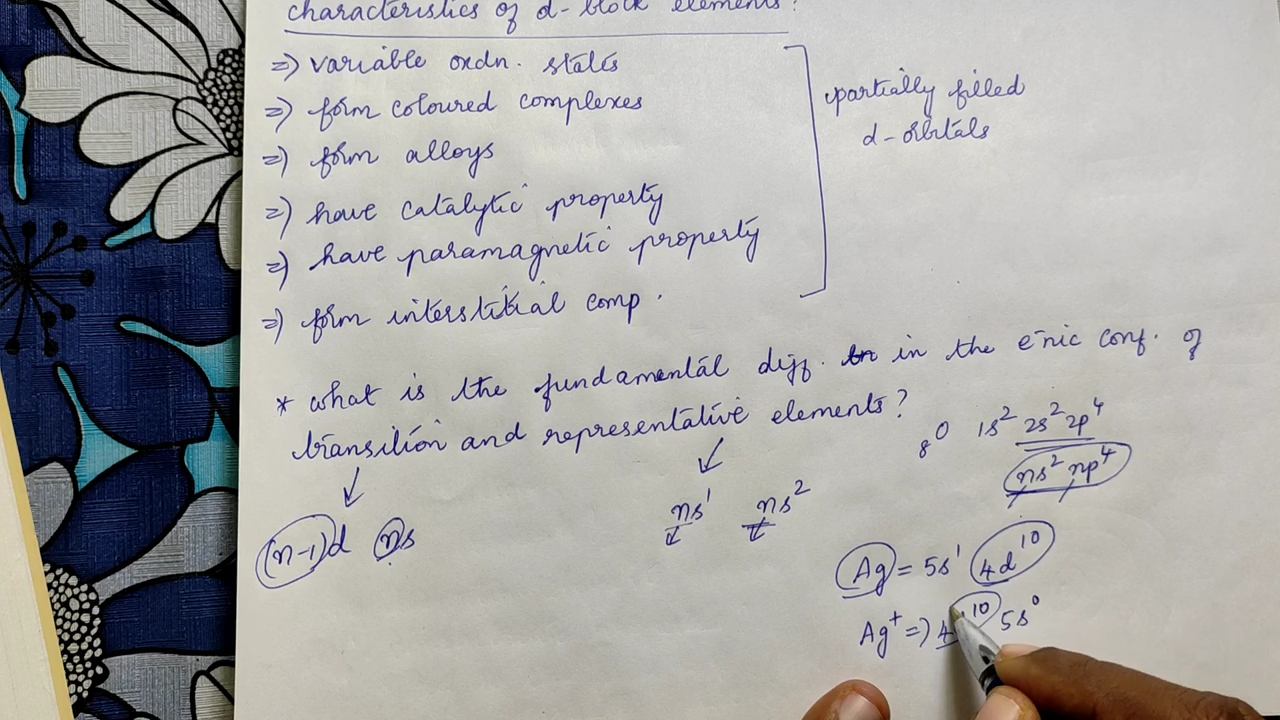 characteristics of d-block elements?
=) variable oxdn. states
=) form coloured complexes
=) form alloys
=) have catalytic property
=) have paramagnetic property
=) form interstitial comp.
partially filled
d-orbitals
* what is the fundamental diff. in the e⁻nic conf. of
transition and representative elements?
(n-1)d ns
ns¹ ns²
₈O 1s² 2s² 2p⁴
ns² np⁴
Ag = 5s¹ 4d¹⁰
Ag⁺ =) 4 ¹⁰ 5s⁰